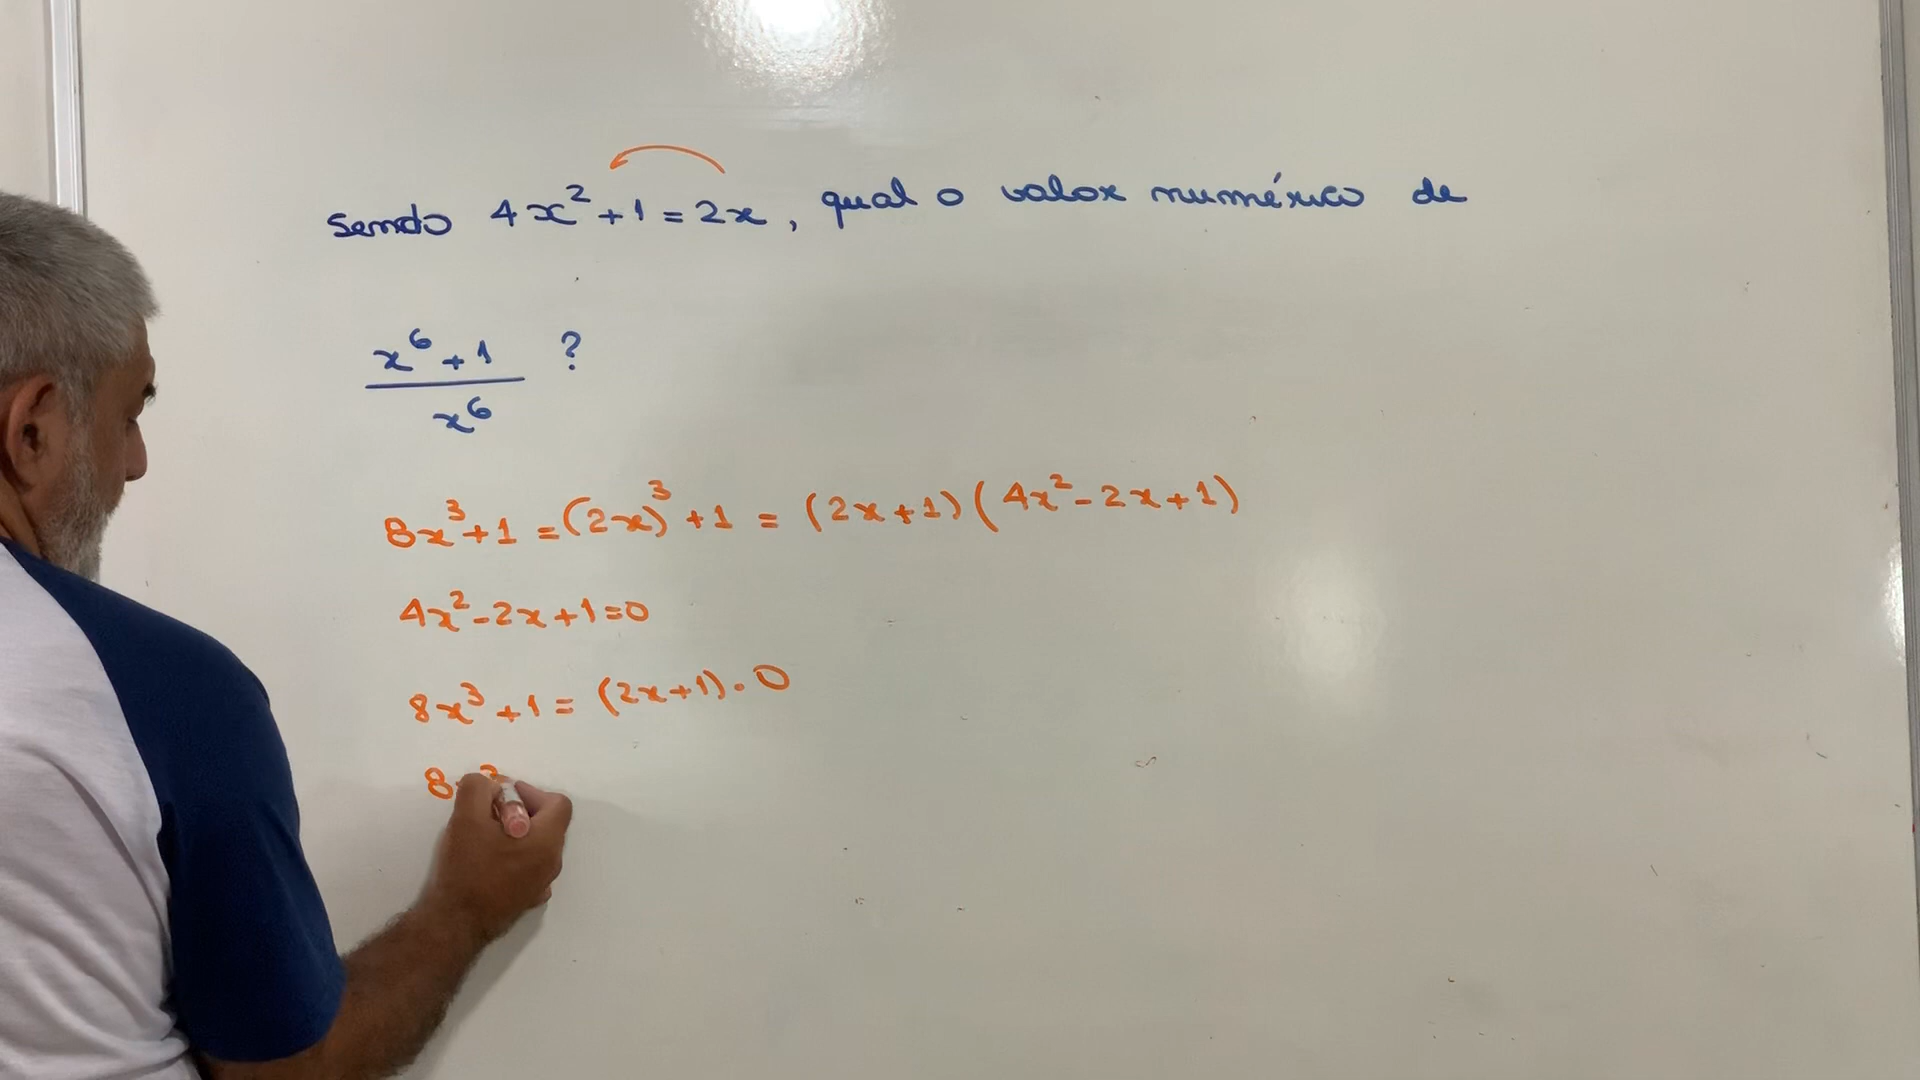 Sendo 4x²+1=2x, qual o valor numérico de
x⁶+1 ?
x⁶
8x³+1=(2x)³+1=(2x+1)(4x²-2x+1)
4x²-2x+1=0
8x³+1=(2x+1).0
8